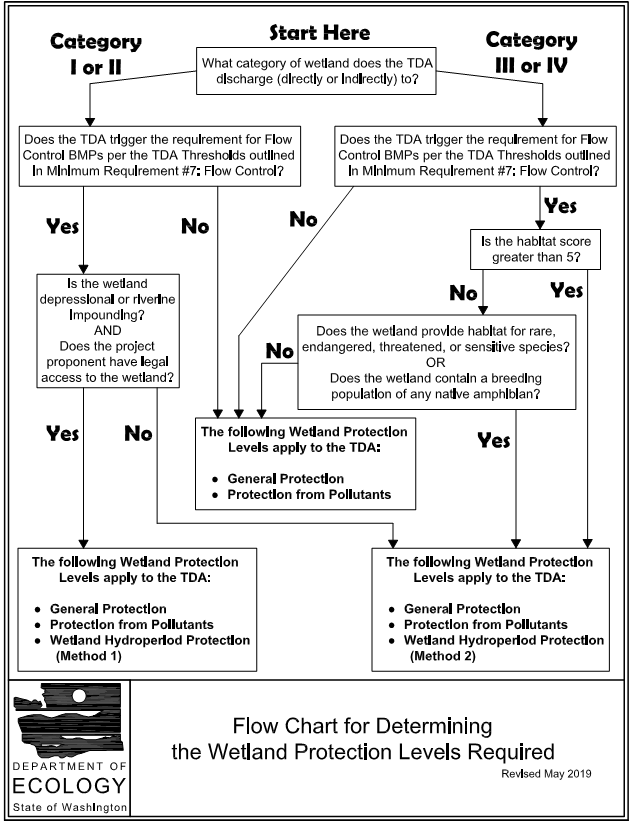 Start Here
Category
I or II
Category
III or IV
What category of wetland does the TDA
discharge (directly or indirectly) to?
Does the TDA trigger the requirement for Flow
Control BMPs per the TDA Thresholds outlined
in Minimum Requirement #7: Flow Control?
Does the TDA trigger the requirement for Flow
Control BMPs per the TDA Thresholds outlined
in Minimum Requirement #7: Flow Control?
Yes
No
No
Yes
Is the habitat score
greater than 5?
Is the wetland
depressional or riverine
impounding?
AND
Does the project
proponent have legal
access to the wetland?
No
Yes
Does the wetland provide habitat for rare,
endangered, threatened, or sensitive species?
OR
Does the wetland contain a breeding
population of any native amphibian?
No
Yes
No
Yes
The following Wetland Protection
Levels apply to the TDA:
• General Protection
• Protection from Pollutants
The following Wetland Protection
Levels apply to the TDA:
• General Protection
• Protection from Pollutants
• Wetland Hydroperiod Protection
(Method 1)
The following Wetland Protection
Levels apply to the TDA:
• General Protection
• Protection from Pollutants
• Wetland Hydroperiod Protection
(Method 2)
DEPARTMENT OF
ECOLOGY
State of Washington
Flow Chart for Determining
the Wetland Protection Levels Required
Revised May 2019